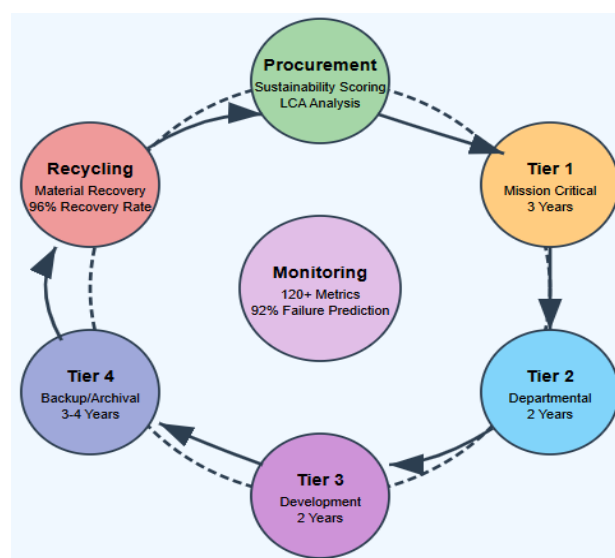 Procurement
Sustainability Scoring
LCA Analysis
Tier 1
Mission Critical
3 Years
Tier 2
Departmental
2 Years
Tier 3
Development
2 Years
Tier 4
Backup/Archival
3-4 Years
Recycling
Material Recovery
96% Recovery Rate
Monitoring
120+ Metrics
92% Failure Prediction